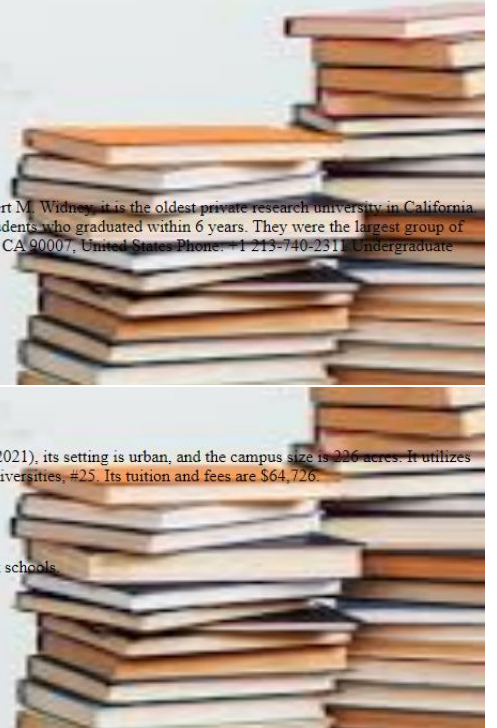 rt M. Widney, it is the oldest private research university in California
dents who graduated within 6 years. They were the largest group of
CA 90007, United States Phone: +1 213-740-2311 Undergraduate
2021), its setting is urban, and the campus size is 226 acres. It utilizes
iversities, #25. Its tuition and fees are $64,726.
schools.